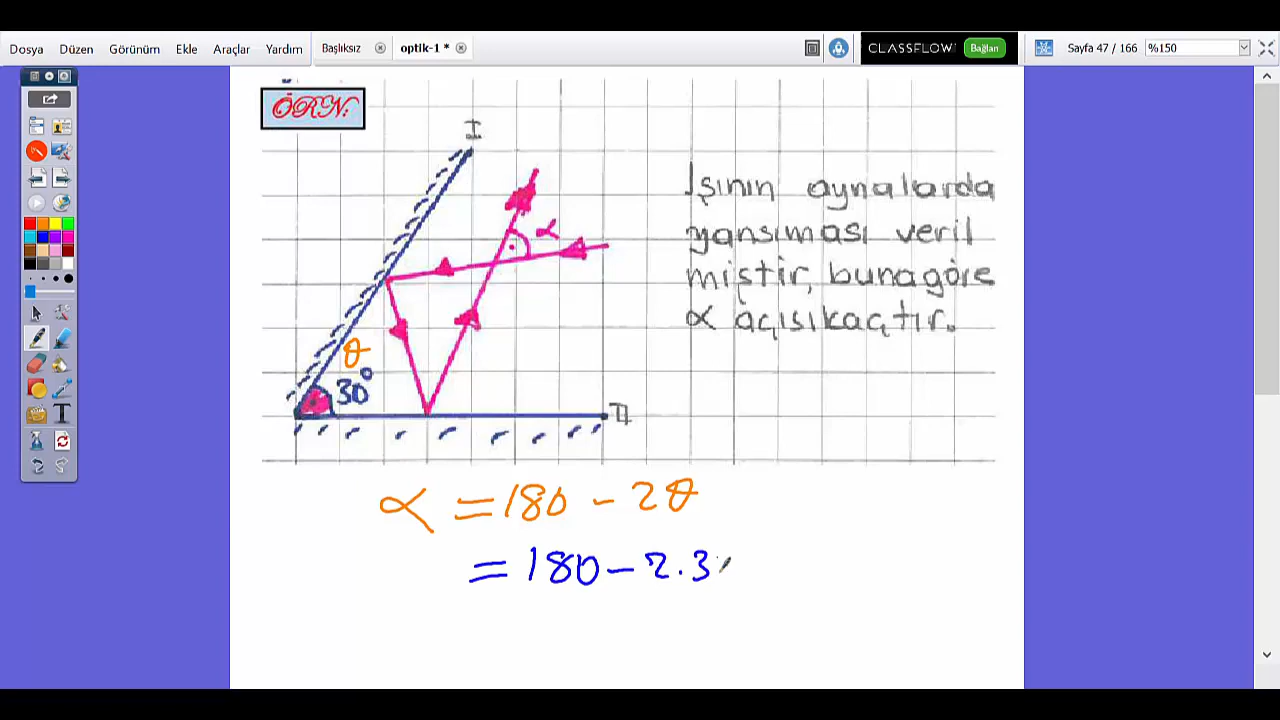 Dosya Düzen Görünüm Ekle Araçlar Yardım Başlıksız optik-1 * CLASSFLOW Bağlan Sayfa 47 / 166 %150
ÖRN:
I
α
Işının aynalarda
yansıması veril
miştir, buna göre
α açısı kaçtır.
θ
30°
II
α = 180 - 2θ
= 180 - 2.3
T